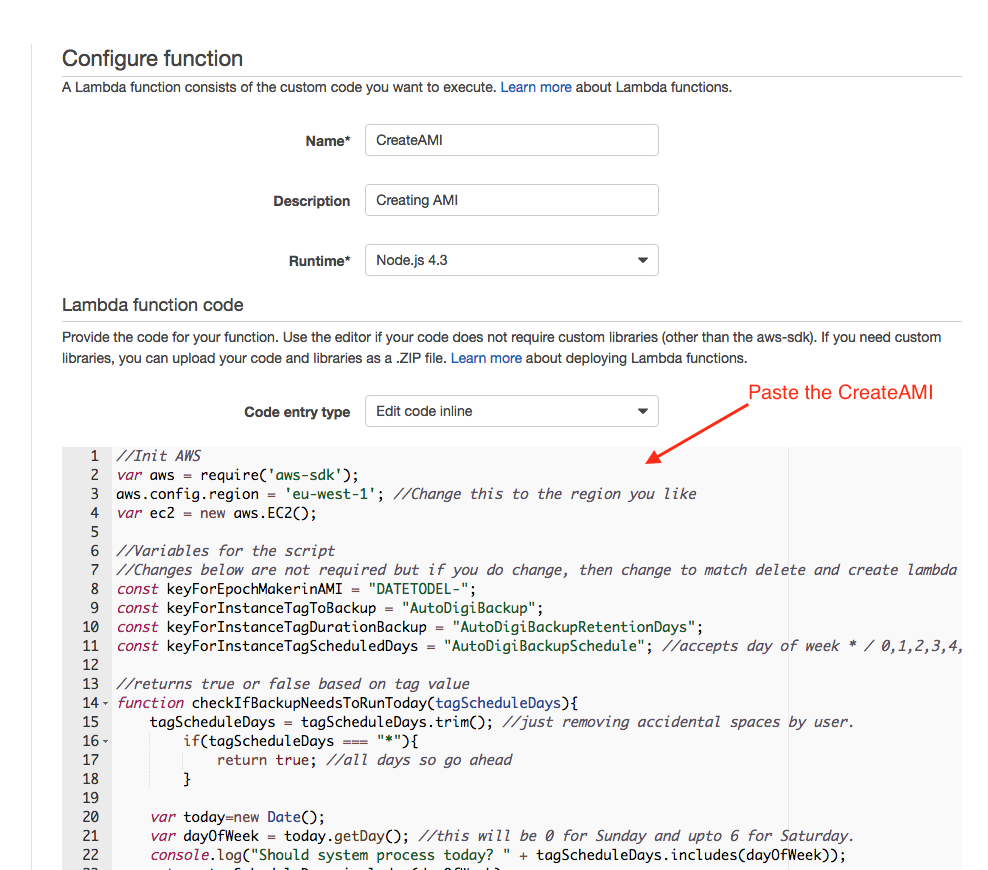 Configure function
A Lambda function consists of the custom code you want to execute. Learn more about Lambda functions.
Name* CreateAMI
Description Creating AMI
Runtime* Node.js 4.3
Lambda function code
Provide the code for your function. Use the editor if your code does not require custom libraries (other than the aws-sdk). If you need custom
libraries, you can upload your code and libraries as a .ZIP file. Learn more about deploying Lambda functions.
Paste the CreateAMI
Code entry type Edit code inline
1 //Init AWS
2 var aws = require('aws-sdk');
3 aws.config.region = 'eu-west-1'; //Change this to the region you like
4 var ec2 = new aws.EC2();
5
6 //Variables for the script
7 //Changes below are not required but if you do change, then change to match delete and create lambda
8 const keyForEpochMakerinAMI = "DATETODEL-";
9 const keyForInstanceTagToBackup = "AutoDigiBackup";
10 const keyForInstanceTagDurationBackup = "AutoDigiBackupRetentionDays";
11 const keyForInstanceTagScheduledDays = "AutoDigiBackupSchedule"; //accepts day of week * / 0,1,2,3,4,
12
13 //returns true or false based on tag value
14 function checkIfBackupNeedsToRunToday(tagScheduleDays){
15 tagScheduleDays = tagScheduleDays.trim(); //just removing accidental spaces by user.
16 if(tagScheduleDays === "*"){
17 return true; //all days so go ahead
18 }
19
20 var today=new Date();
21 var dayOfWeek = today.getDay(); //this will be 0 for Sunday and upto 6 for Saturday.
22 console.log("Should system process today? " + tagScheduleDays.includes(dayOfWeek));